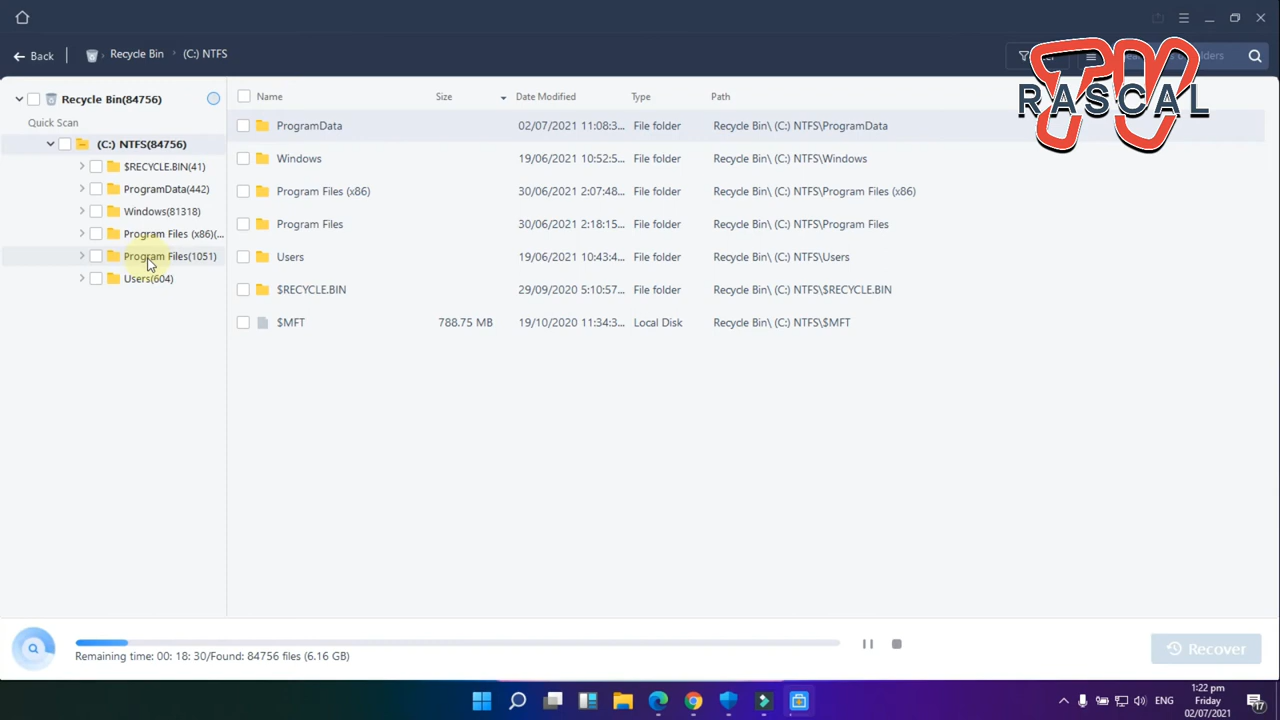 Back
Recycle Bin
(C:) NTFS
TV
RASCAL
Recycle Bin(84756)
Quick Scan
(C:) NTFS(84756)
$RECYCLE.BIN(41)
ProgramData(442)
Windows(81318)
Program Files (x86)(...
Program Files(1051)
Users(604)
Name Size Date Modified Type Path
ProgramData 02/07/2021 11:08:3... File folder Recycle Bin\ (C:) NTFS\ProgramData
Windows 19/06/2021 10:52:5... File folder Recycle Bin\ (C:) NTFS\Windows
Program Files (x86) 30/06/2021 2:07:48... File folder Recycle Bin\ (C:) NTFS\Program Files (x86)
Program Files 30/06/2021 2:18:15... File folder Recycle Bin\ (C:) NTFS\Program Files
Users 19/06/2021 10:43:4... File folder Recycle Bin\ (C:) NTFS\Users
$RECYCLE.BIN 29/09/2020 5:10:57... File folder Recycle Bin\ (C:) NTFS\$RECYCLE.BIN
$MFT 788.75 MB 19/10/2020 11:34:3... Local Disk Recycle Bin\ (C:) NTFS\$MFT
Remaining time: 00: 18: 30/Found: 84756 files (6.16 GB)
Recover
ENG
1:22 pm
Friday
02/07/2021
17